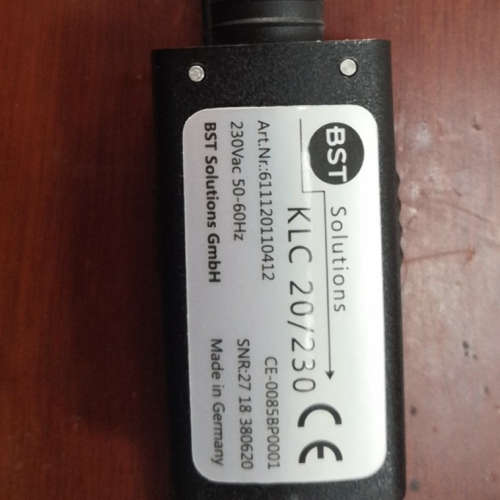 BST
Solutions
KLC 20/230
CE
CE-0085BP0001
Art.Nr.:611120110412
230Vac 50-60Hz
SNR:27 18 380620
BST Solutions GmbH
Made in Germany